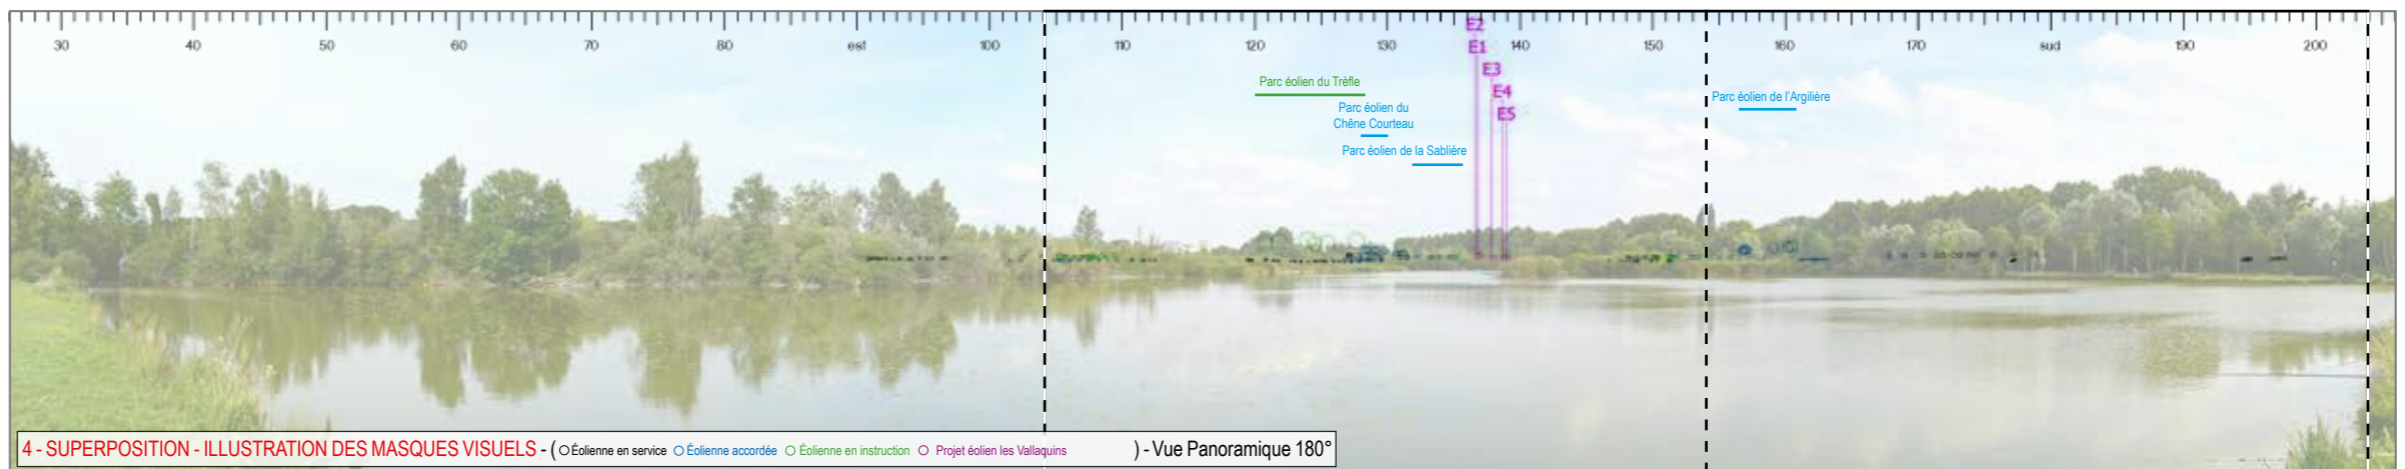 30 40 50 60 70 80 est 100 110 120 130 140 150 160 170 sud 190 200
E2
E1
E3
E4
E5
Parc éolien du Trèfle
Parc éolien du
Chêne Courteau
Parc éolien de la Sablière
Parc éolien de l'Argilière
4 - SUPERPOSITION - ILLUSTRATION DES MASQUES VISUELS - ( Éolienne en service Éolienne accordée Éolienne en instruction Projet éolien les Vallaquins ) - Vue Panoramique 180°